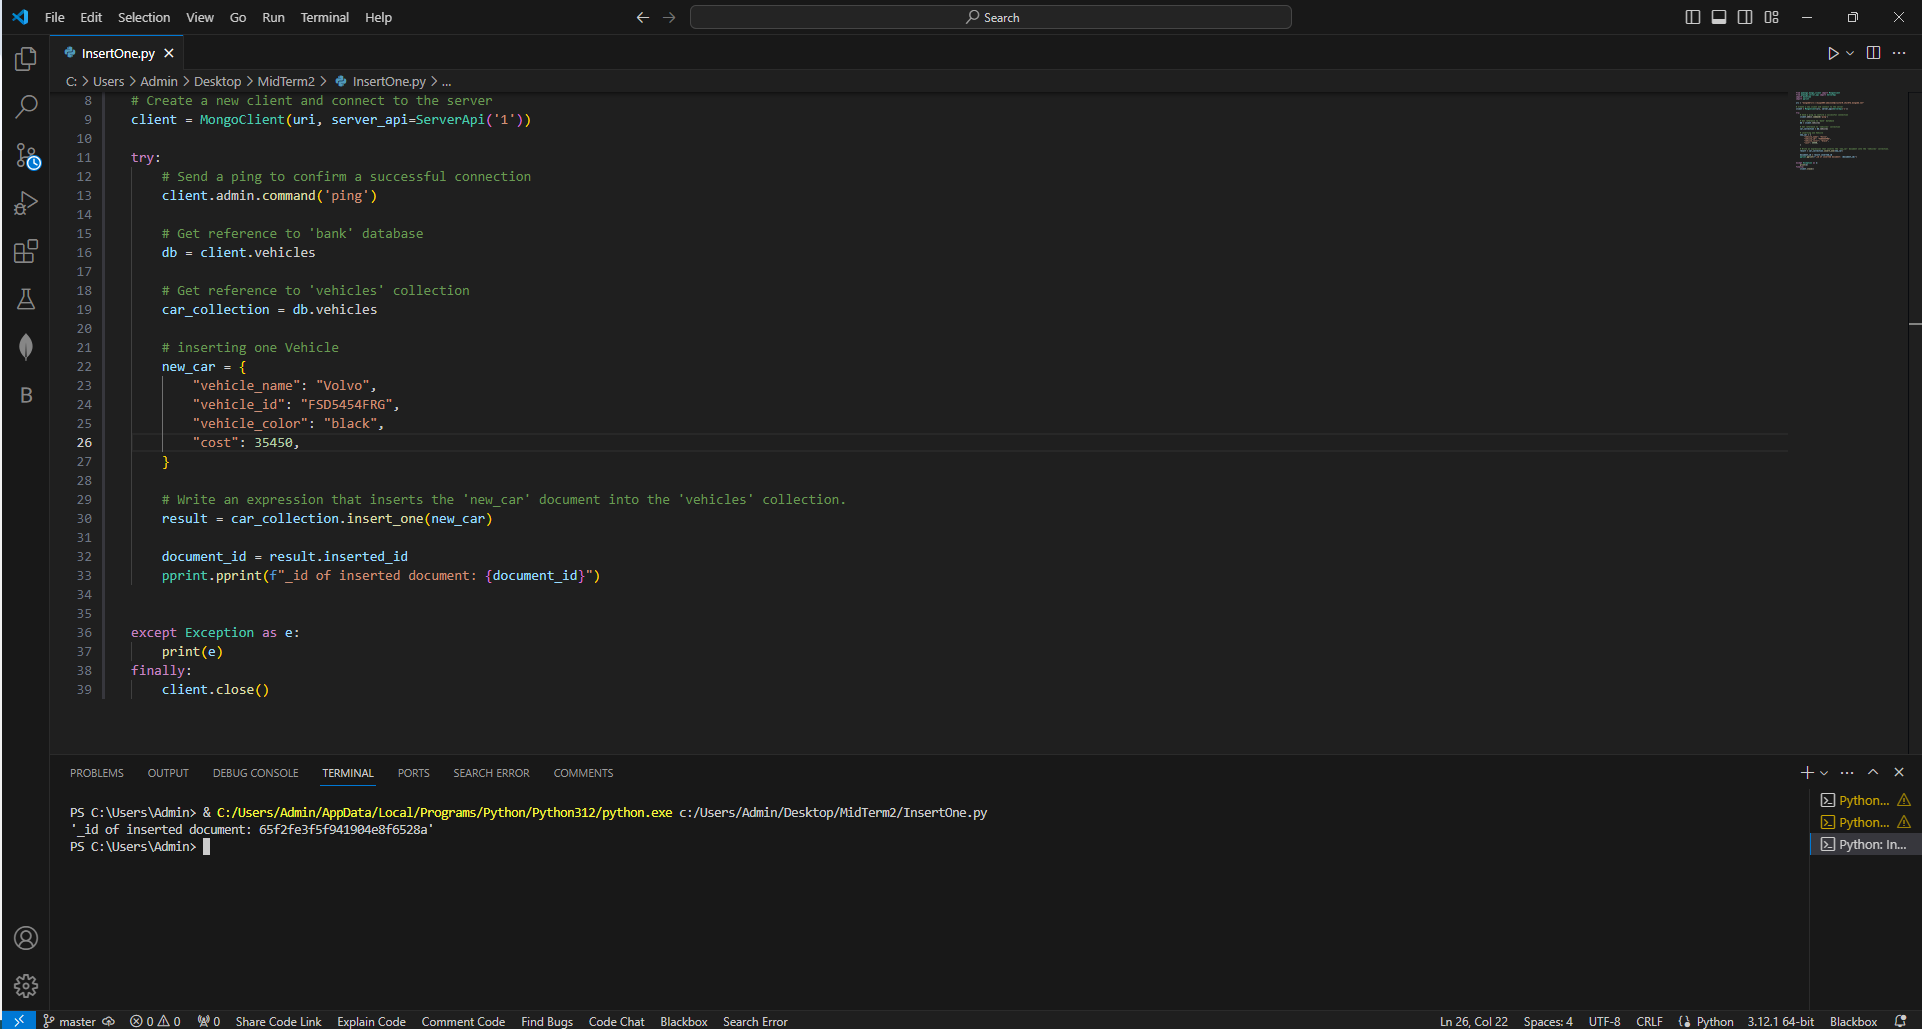 File Edit Selection View Go Run Terminal Help
Search
InsertOne.py
C: > Users > Admin > Desktop > MidTerm2 > InsertOne.py > ...
8 # Create a new client and connect to the server
9 client = MongoClient(uri, server_api=ServerApi('1'))
10
11 try:
12 # Send a ping to confirm a successful connection
13 client.admin.command('ping')
14
15 # Get reference to 'bank' database
16 db = client.vehicles
17
18 # Get reference to 'vehicles' collection
19 car_collection = db.vehicles
20
21 # inserting one Vehicle
22 new_car = {
23 "vehicle_name": "Volvo",
24 "vehicle_id": "FSD5454FRG",
25 "vehicle_color": "black",
26 "cost": 35450,
27 }
28
29 # Write an expression that inserts the 'new_car' document into the 'vehicles' collection.
30 result = car_collection.insert_one(new_car)
31
32 document_id = result.inserted_id
33 pprint.pprint(f"_id of inserted document: {document_id}")
34
35
36 except Exception as e:
37 print(e)
38 finally:
39 client.close()
B
PROBLEMS OUTPUT DEBUG CONSOLE TERMINAL PORTS SEARCH ERROR COMMENTS
PS C:\Users\Admin> & C:/Users/Admin/AppData/Local/Programs/Python/Python312/python.exe c:/Users/Admin/Desktop/MidTerm2/InsertOne.py
'_id of inserted document: 65f2fe3f5f941904e8f6528a'
PS C:\Users\Admin>
Python...
Python...
Python: In...
master 0 0 0 Share Code Link Explain Code Comment Code Find Bugs Code Chat Blackbox Search Error
Ln 26, Col 22 Spaces: 4 UTF-8 CRLF Python 3.12.1 64-bit Blackbox